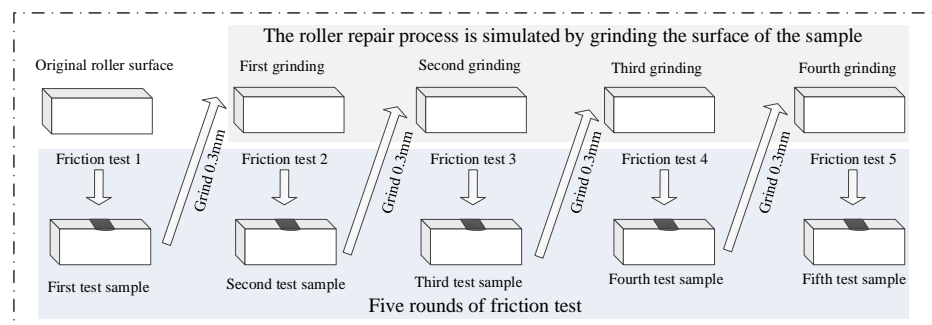 The roller repair process is simulated by grinding the surface of the sample
Original roller surface
First grinding
Second grinding
Third grinding
Fourth grinding
Grind 0.3mm
Grind 0.3mm
Grind 0.3mm
Grind 0.3mm
Friction test 1
Friction test 2
Friction test 3
Friction test 4
Friction test 5
First test sample
Second test sample
Third test sample
Fourth test sample
Fifth test sample
Five rounds of friction test